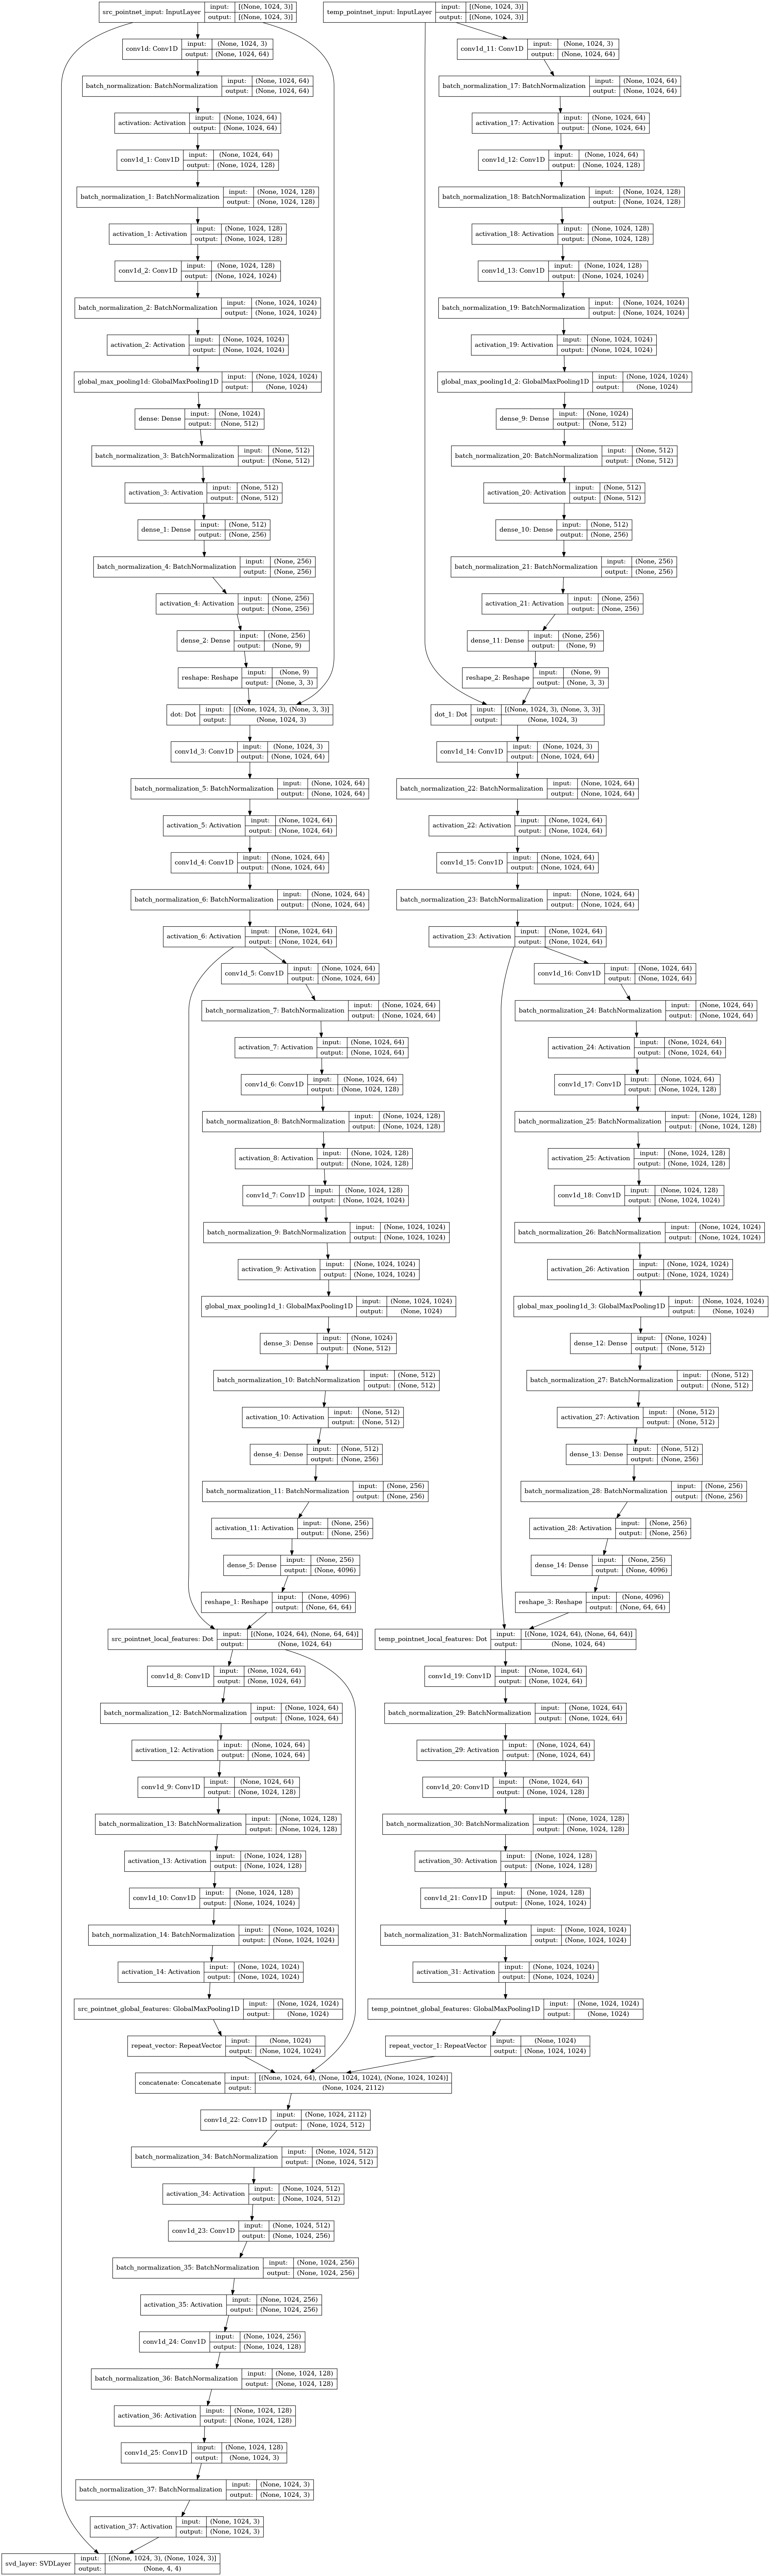 src_pointnet_input: InputLayer input: [(None, 1024, 3)]
output: [(None, 1024, 3)]
conv1d: Conv1D input: (None, 1024, 3)
output: (None, 1024, 64)
batch_normalization: BatchNormalization input: (None, 1024, 64)
output: (None, 1024, 64)
activation: Activation input: (None, 1024, 64)
output: (None, 1024, 64)
conv1d_1: Conv1D input: (None, 1024, 64)
output: (None, 1024, 128)
batch_normalization_1: BatchNormalization input: (None, 1024, 128)
output: (None, 1024, 128)
activation_1: Activation input: (None, 1024, 128)
output: (None, 1024, 128)
conv1d_2: Conv1D input: (None, 1024, 128)
output: (None, 1024, 1024)
batch_normalization_2: BatchNormalization input: (None, 1024, 1024)
output: (None, 1024, 1024)
activation_2: Activation input: (None, 1024, 1024)
output: (None, 1024, 1024)
global_max_pooling1d: GlobalMaxPooling1D input: (None, 1024, 1024)
output: (None, 1024)
dense: Dense input: (None, 1024)
output: (None, 512)
batch_normalization_3: BatchNormalization input: (None, 512)
output: (None, 512)
activation_3: Activation input: (None, 512)
output: (None, 512)
dense_1: Dense input: (None, 512)
output: (None, 256)
batch_normalization_4: BatchNormalization input: (None, 256)
output: (None, 256)
activation_4: Activation input: (None, 256)
output: (None, 256)
dense_2: Dense input: (None, 256)
output: (None, 9)
reshape: Reshape input: (None, 9)
output: (None, 3, 3)
dot: Dot input: [(None, 1024, 3), (None, 3, 3)]
output: (None, 1024, 3)
conv1d_3: Conv1D input: (None, 1024, 3)
output: (None, 1024, 64)
batch_normalization_5: BatchNormalization input: (None, 1024, 64)
output: (None, 1024, 64)
activation_5: Activation input: (None, 1024, 64)
output: (None, 1024, 64)
conv1d_4: Conv1D input: (None, 1024, 64)
output: (None, 1024, 64)
batch_normalization_6: BatchNormalization input: (None, 1024, 64)
output: (None, 1024, 64)
activation_6: Activation input: (None, 1024, 64)
output: (None, 1024, 64)
conv1d_5: Conv1D input: (None, 1024, 64)
output: (None, 1024, 64)
batch_normalization_7: BatchNormalization input: (None, 1024, 64)
output: (None, 1024, 64)
activation_7: Activation input: (None, 1024, 64)
output: (None, 1024, 64)
conv1d_6: Conv1D input: (None, 1024, 64)
output: (None, 1024, 128)
batch_normalization_8: BatchNormalization input: (None, 1024, 128)
output: (None, 1024, 128)
activation_8: Activation input: (None, 1024, 128)
output: (None, 1024, 128)
conv1d_7: Conv1D input: (None, 1024, 128)
output: (None, 1024, 1024)
batch_normalization_9: BatchNormalization input: (None, 1024, 1024)
output: (None, 1024, 1024)
activation_9: Activation input: (None, 1024, 1024)
output: (None, 1024, 1024)
global_max_pooling1d_1: GlobalMaxPooling1D input: (None, 1024, 1024)
output: (None, 1024)
dense_3: Dense input: (None, 1024)
output: (None, 512)
batch_normalization_10: BatchNormalization input: (None, 512)
output: (None, 512)
activation_10: Activation input: (None, 512)
output: (None, 512)
dense_4: Dense input: (None, 512)
output: (None, 256)
batch_normalization_11: BatchNormalization input: (None, 256)
output: (None, 256)
activation_11: Activation input: (None, 256)
output: (None, 256)
dense_5: Dense input: (None, 256)
output: (None, 4096)
reshape_1: Reshape input: (None, 4096)
output: (None, 64, 64)
src_pointnet_local_features: Dot input: [(None, 1024, 64), (None, 64, 64)]
output: (None, 1024, 64)
conv1d_8: Conv1D input: (None, 1024, 64)
output: (None, 1024, 64)
batch_normalization_12: BatchNormalization input: (None, 1024, 64)
output: (None, 1024, 64)
activation_12: Activation input: (None, 1024, 64)
output: (None, 1024, 64)
conv1d_9: Conv1D input: (None, 1024, 64)
output: (None, 1024, 128)
batch_normalization_13: BatchNormalization input: (None, 1024, 128)
output: (None, 1024, 128)
activation_13: Activation input: (None, 1024, 128)
output: (None, 1024, 128)
conv1d_10: Conv1D input: (None, 1024, 128)
output: (None, 1024, 1024)
batch_normalization_14: BatchNormalization input: (None, 1024, 1024)
output: (None, 1024, 1024)
activation_14: Activation input: (None, 1024, 1024)
output: (None, 1024, 1024)
src_pointnet_global_features: GlobalMaxPooling1D input: (None, 1024, 1024)
output: (None, 1024)
repeat_vector: RepeatVector input: (None, 1024)
output: (None, 1024, 1024)
temp_pointnet_input: InputLayer input: [(None, 1024, 3)]
output: [(None, 1024, 3)]
conv1d_11: Conv1D input: (None, 1024, 3)
output: (None, 1024, 64)
batch_normalization_17: BatchNormalization input: (None, 1024, 64)
output: (None, 1024, 64)
activation_17: Activation input: (None, 1024, 64)
output: (None, 1024, 64)
conv1d_12: Conv1D input: (None, 1024, 64)
output: (None, 1024, 128)
batch_normalization_18: BatchNormalization input: (None, 1024, 128)
output: (None, 1024, 128)
activation_18: Activation input: (None, 1024, 128)
output: (None, 1024, 128)
conv1d_13: Conv1D input: (None, 1024, 128)
output: (None, 1024, 1024)
batch_normalization_19: BatchNormalization input: (None, 1024, 1024)
output: (None, 1024, 1024)
activation_19: Activation input: (None, 1024, 1024)
output: (None, 1024, 1024)
global_max_pooling1d_2: GlobalMaxPooling1D input: (None, 1024, 1024)
output: (None, 1024)
dense_9: Dense input: (None, 1024)
output: (None, 512)
batch_normalization_20: BatchNormalization input: (None, 512)
output: (None, 512)
activation_20: Activation input: (None, 512)
output: (None, 512)
dense_10: Dense input: (None, 512)
output: (None, 256)
batch_normalization_21: BatchNormalization input: (None, 256)
output: (None, 256)
activation_21: Activation input: (None, 256)
output: (None, 256)
dense_11: Dense input: (None, 256)
output: (None, 9)
reshape_2: Reshape input: (None, 9)
output: (None, 3, 3)
dot_1: Dot input: [(None, 1024, 3), (None, 3, 3)]
output: (None, 1024, 3)
conv1d_14: Conv1D input: (None, 1024, 3)
output: (None, 1024, 64)
batch_normalization_22: BatchNormalization input: (None, 1024, 64)
output: (None, 1024, 64)
activation_22: Activation input: (None, 1024, 64)
output: (None, 1024, 64)
conv1d_15: Conv1D input: (None, 1024, 64)
output: (None, 1024, 64)
batch_normalization_23: BatchNormalization input: (None, 1024, 64)
output: (None, 1024, 64)
activation_23: Activation input: (None, 1024, 64)
output: (None, 1024, 64)
conv1d_16: Conv1D input: (None, 1024, 64)
output: (None, 1024, 64)
batch_normalization_24: BatchNormalization input: (None, 1024, 64)
output: (None, 1024, 64)
activation_24: Activation input: (None, 1024, 64)
output: (None, 1024, 64)
conv1d_17: Conv1D input: (None, 1024, 64)
output: (None, 1024, 128)
batch_normalization_25: BatchNormalization input: (None, 1024, 128)
output: (None, 1024, 128)
activation_25: Activation input: (None, 1024, 128)
output: (None, 1024, 128)
conv1d_18: Conv1D input: (None, 1024, 128)
output: (None, 1024, 1024)
batch_normalization_26: BatchNormalization input: (None, 1024, 1024)
output: (None, 1024, 1024)
activation_26: Activation input: (None, 1024, 1024)
output: (None, 1024, 1024)
global_max_pooling1d_3: GlobalMaxPooling1D input: (None, 1024, 1024)
output: (None, 1024)
dense_12: Dense input: (None, 1024)
output: (None, 512)
batch_normalization_27: BatchNormalization input: (None, 512)
output: (None, 512)
activation_27: Activation input: (None, 512)
output: (None, 512)
dense_13: Dense input: (None, 512)
output: (None, 256)
batch_normalization_28: BatchNormalization input: (None, 256)
output: (None, 256)
activation_28: Activation input: (None, 256)
output: (None, 256)
dense_14: Dense input: (None, 256)
output: (None, 4096)
reshape_3: Reshape input: (None, 4096)
output: (None, 64, 64)
temp_pointnet_local_features: Dot input: [(None, 1024, 64), (None, 64, 64)]
output: (None, 1024, 64)
conv1d_19: Conv1D input: (None, 1024, 64)
output: (None, 1024, 64)
batch_normalization_29: BatchNormalization input: (None, 1024, 64)
output: (None, 1024, 64)
activation_29: Activation input: (None, 1024, 64)
output: (None, 1024, 64)
conv1d_20: Conv1D input: (None, 1024, 64)
output: (None, 1024, 128)
batch_normalization_30: BatchNormalization input: (None, 1024, 128)
output: (None, 1024, 128)
activation_30: Activation input: (None, 1024, 128)
output: (None, 1024, 128)
conv1d_21: Conv1D input: (None, 1024, 128)
output: (None, 1024, 1024)
batch_normalization_31: BatchNormalization input: (None, 1024, 1024)
output: (None, 1024, 1024)
activation_31: Activation input: (None, 1024, 1024)
output: (None, 1024, 1024)
temp_pointnet_global_features: GlobalMaxPooling1D input: (None, 1024, 1024)
output: (None, 1024)
repeat_vector_1: RepeatVector input: (None, 1024)
output: (None, 1024, 1024)
concatenate: Concatenate input: [(None, 1024, 64), (None, 1024, 1024), (None, 1024, 1024)]
output: (None, 1024, 2112)
conv1d_22: Conv1D input: (None, 1024, 2112)
output: (None, 1024, 512)
batch_normalization_34: BatchNormalization input: (None, 1024, 512)
output: (None, 1024, 512)
activation_34: Activation input: (None, 1024, 512)
output: (None, 1024, 512)
conv1d_23: Conv1D input: (None, 1024, 512)
output: (None, 1024, 256)
batch_normalization_35: BatchNormalization input: (None, 1024, 256)
output: (None, 1024, 256)
activation_35: Activation input: (None, 1024, 256)
output: (None, 1024, 256)
conv1d_24: Conv1D input: (None, 1024, 256)
output: (None, 1024, 128)
batch_normalization_36: BatchNormalization input: (None, 1024, 128)
output: (None, 1024, 128)
activation_36: Activation input: (None, 1024, 128)
output: (None, 1024, 128)
conv1d_25: Conv1D input: (None, 1024, 128)
output: (None, 1024, 3)
batch_normalization_37: BatchNormalization input: (None, 1024, 3)
output: (None, 1024, 3)
activation_37: Activation input: (None, 1024, 3)
output: (None, 1024, 3)
svd_layer: SVDLayer input: [(None, 1024, 3), (None, 1024, 3)]
output: (None, 4, 4)